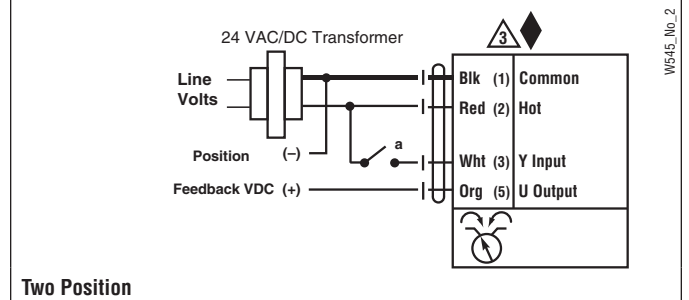 24 VAC/DC Transformer
3
W545_No_2
Line
Volts
Blk (1) Common
Red (2) Hot
Position (–)
a
Wht (3) Y Input
Feedback VDC (+)
Org (5) U Output
Two Position